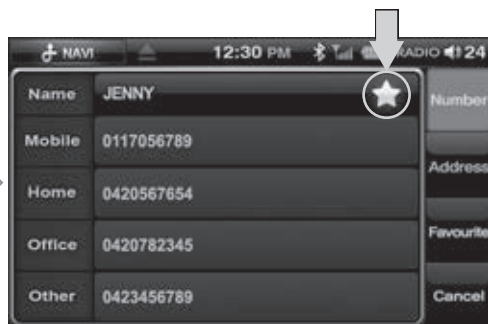 NAVI 12:30 PM RADIO 24
Name JENNY
Number
Mobile 0117056789
Address
Home 0420567654
Favourite
Office 0420782345
Other 0423456789
Cancel